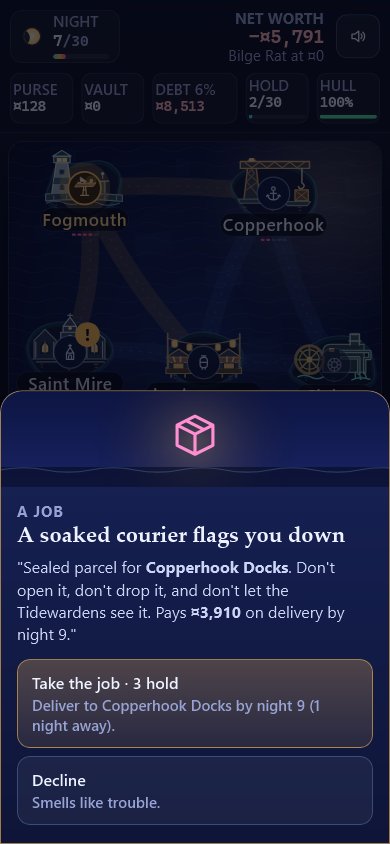 NIGHT
7/30
NET WORTH
−¤5,791
Bilge Rat at ¤0
PURSE
¤128
VAULT
¤0
DEBT 6%
¤8,513
HOLD
2/30
HULL
100%
Fogmouth
Copperhook
!
Saint Mire
A JOB
A soaked courier flags you down
"Sealed parcel for Copperhook Docks. Don't
open it, don't drop it, and don't let the
Tidewardens see it. Pays ¤3,910 on delivery by
night 9."
Take the job · 3 hold
Deliver to Copperhook Docks by night 9 (1
night away).
Decline
Smells like trouble.